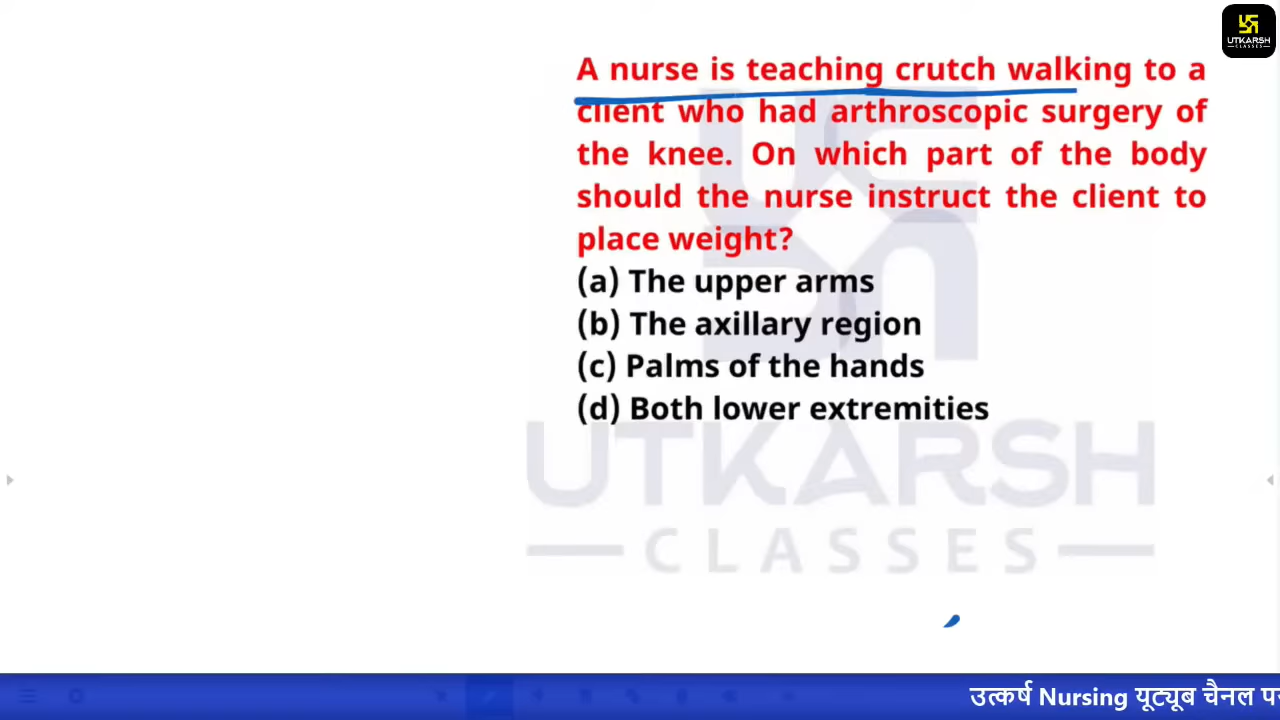 UTKARSH
CLASSES
A nurse is teaching crutch walking to a
client who had arthroscopic surgery of
the knee. On which part of the body
should the nurse instruct the client to
place weight?
(a) The upper arms
(b) The axillary region
(c) Palms of the hands
(d) Both lower extremities
UTKARSH
CLASSES
उत्कर्ष Nursing यूट्यूब चैनल